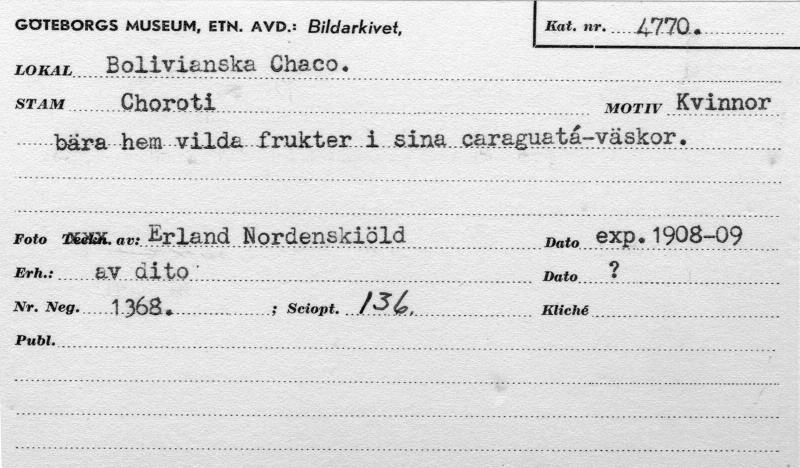 GÖTEBORGS MUSEUM, ETN. AVD.: Bildarkivet, Kat. nr. 4770.
LOKAL Bolivianska Chaco.
STAM Choroti MOTIV Kvinnor
bära hem vilda frukter i sina caraguatá-väskor.
Foto Teckn. av: Erland Nordenskiöld Dato exp. 1908-09
Erh.: av dito Dato ?
Nr. Neg. 1368. ; Sciopt. 136. Kliché
Publ.